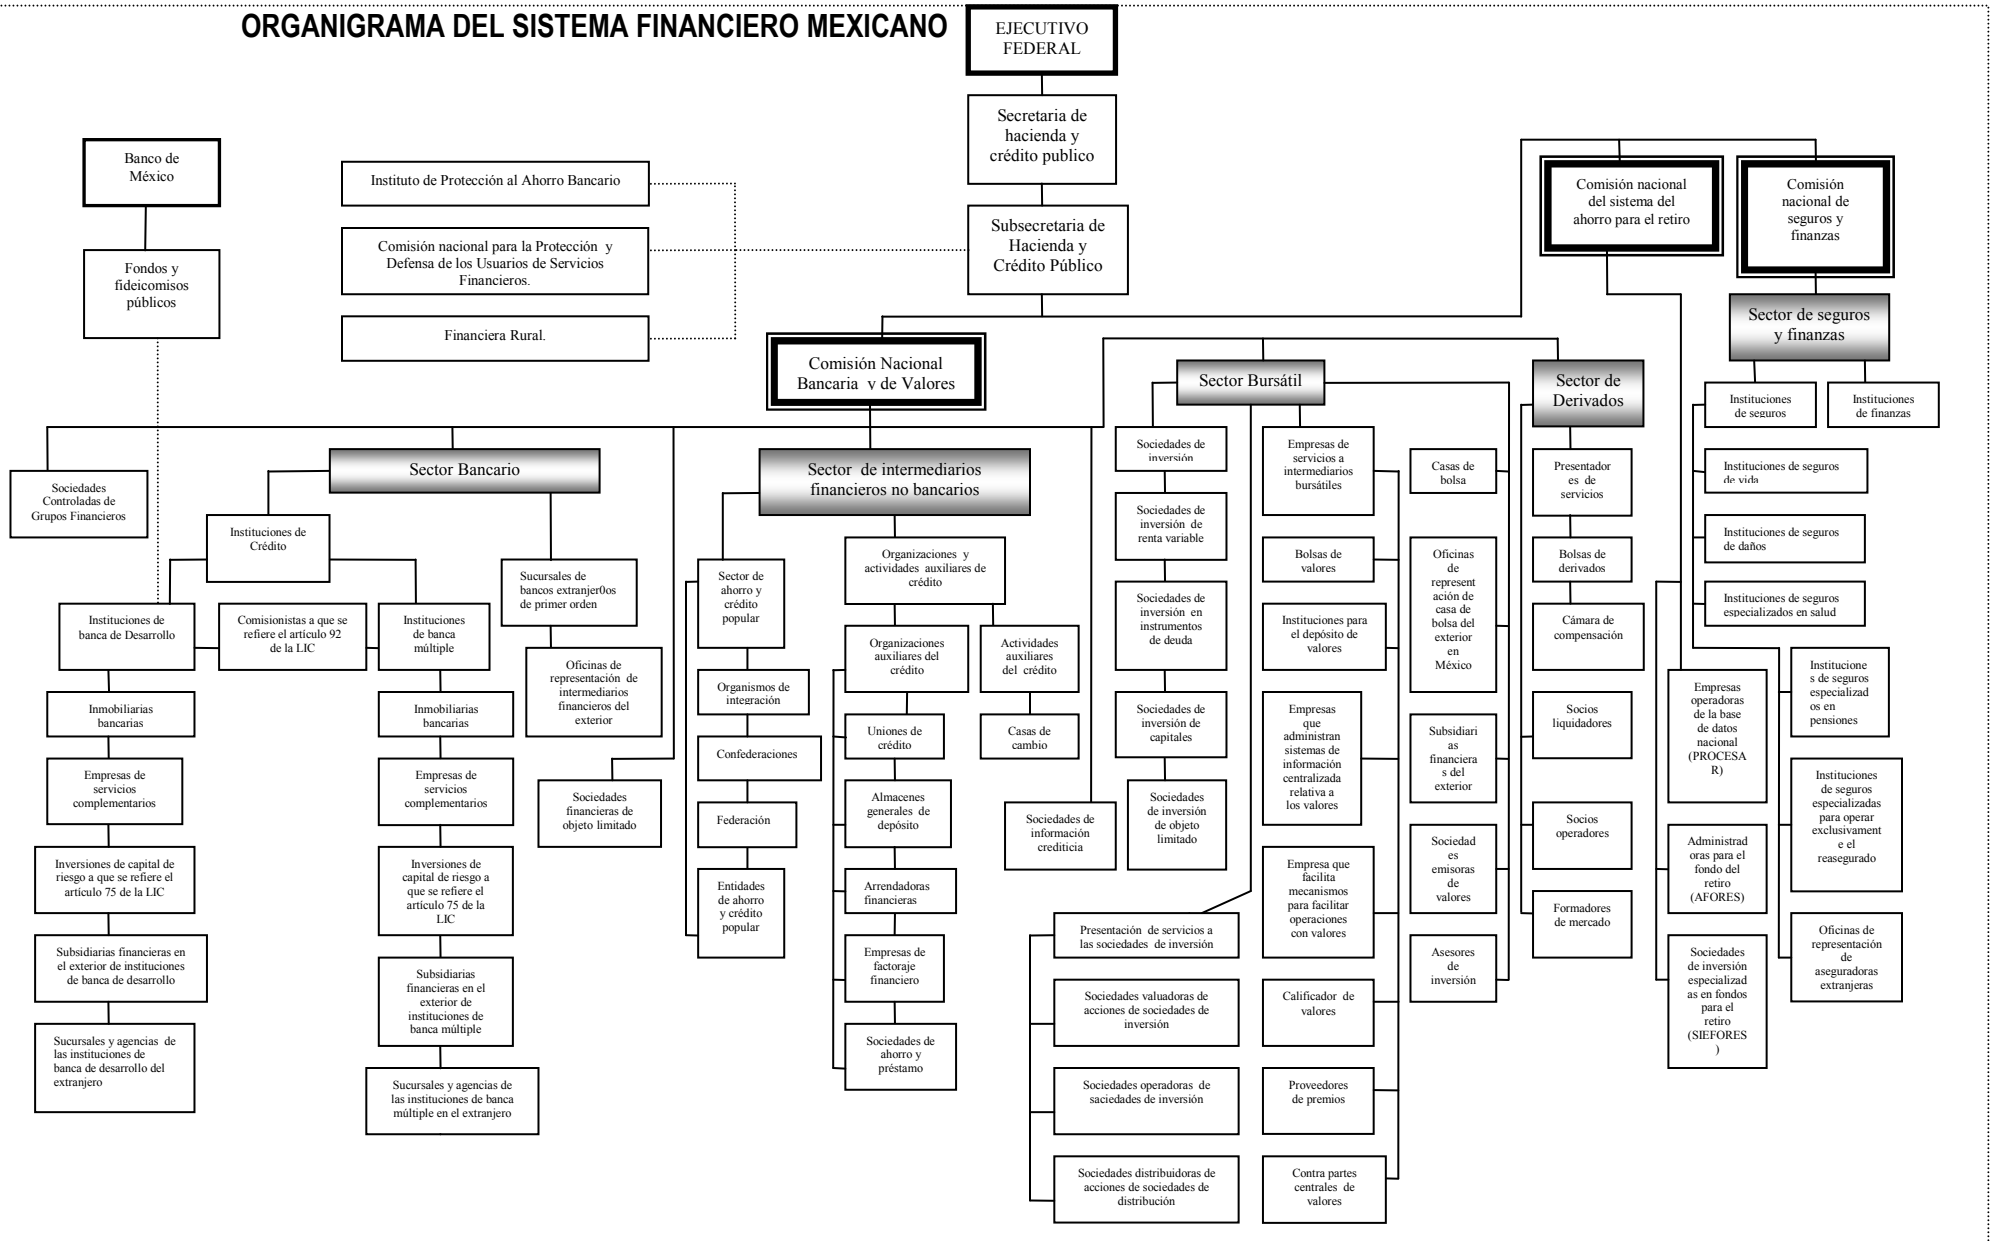 ORGANIGRAMA DEL SISTEMA FINANCIERO MEXICANO
EJECUTIVO
FEDERAL
Secretaria de
hacienda y
crédito publico
Subsecretaria de
Hacienda y
Crédito Público
Banco de
México
Fondos y
fideicomisos
públicos
Instituto de Protección al Ahorro Bancario
Comisión nacional para la Protección y
Defensa de los Usuarios de Servicios
Financieros.
Financiera Rural.
Comisión nacional
del sistema del
ahorro para el retiro
Comisión
nacional de
seguros y
finanzas
Comisión Nacional
Bancaria y de Valores
Sector de seguros
y finanzas
Sector Bursátil
Sector de
Derivados
Instituciones
de seguros
Instituciones
de finanzas
Sociedades
Controladas de
Grupos Financieros
Sector Bancario
Instituciones de
Crédito
Sucursales de
bancos extranjer0os
de primer orden
Instituciones de
banca de Desarrollo
Comisionistas a que se
refiere el artículo 92
de la LIC
Instituciones
de banca
múltiple
Oficinas de
representación de
intermediarios
financieros del
exterior
Inmobiliarias
bancarias
Empresas de
servicios
complementarios
Inversiones de capital de
riesgo a que se refiere el
artículo 75 de la LIC
Subsidiarias financieras en
el exterior de instituciones
de banca de desarrollo
Sucursales y agencias de
las instituciones de
banca de desarrollo del
extranjero
Inmobiliarias
bancarias
Empresas de
servicios
complementarios
Inversiones de
capital de riesgo a
que se refiere el
artículo 75 de la
LIC
Subsidiarias
financieras en el
exterior de
instituciones de
banca múltiple
Sucursales y agencias de
las instituciones de banca
múltiple en el extranjero
Sociedades
financieras de
objeto limitado
Sector de intermediarios
financieros no bancarios
Sector de
ahorro y
crédito
popular
Organismos de
integración
Confederaciones
Federación
Entidades
de ahorro
y crédito
popular
Organizaciones y
actividades auxiliares de
crédito
Organizaciones
auxiliares del
crédito
Actividades
auxiliares
del crédito
Uniones de
crédito
Casas de
cambio
Almacenes
generales de
depósito
Arrendadoras
financieras
Empresas de
factoraje
financiero
Sociedades de
ahorro y
préstamo
Sociedades de
información
crediticia
Sociedades de
inversión
Sociedades de
inversión de
renta variable
Sociedades de
inversión en
instrumentos
de deuda
Sociedades de
inversión de
capitales
Sociedades
de inversión
de objeto
limitado
Presentación de servicios a
las sociedades de inversión
Sociedades valuadoras de
acciones de sociedades de
inversión
Sociedades operadoras de
saciedades de inversión
Sociedades distribuidoras de
acciones de sociedades de
distribución
Empresas de
servicios a
intermediarios
bursátiles
Bolsas de
valores
Instituciones para
el depósito de
valores
Empresas
que
administran
sistemas de
información
centralizada
relativa a
los valores
Empresa que
facilita
mecanismos
para facilitar
operaciones
con valores
Calificador de
valores
Proveedores
de premios
Contra partes
centrales de
valores
Casas de
bolsa
Oficinas
de
represent
ación de
casa de
bolsa del
exterior
en
México
Subsidiari
as
financiera
s del
exterior
Sociedad
es
emisoras
de
valores
Asesores
de
inversión
Presentador
es de
servicios
Bolsas de
derivados
Cámara de
compensación
Socios
liquidadores
Socios
operadores
Formadores
de mercado
Empresas
operadoras
de la base
de datos
nacional
(PROCESA
R)
Administrad
oras para el
fondo del
retiro
(AFORES)
Sociedades
de inversión
especializad
as en fondos
para el
retiro
(SIEFORES
)
Instituciones de seguros
de vida
Instituciones de seguros
de daños
Instituciones de seguros
especializados en salud
Institucione
s de seguros
especializad
os en
pensiones
Instituciones
de seguros
especializadas
para operar
exclusivament
e el
reasegurado
Oficinas de
representación
de
aseguradoras
extranjeras